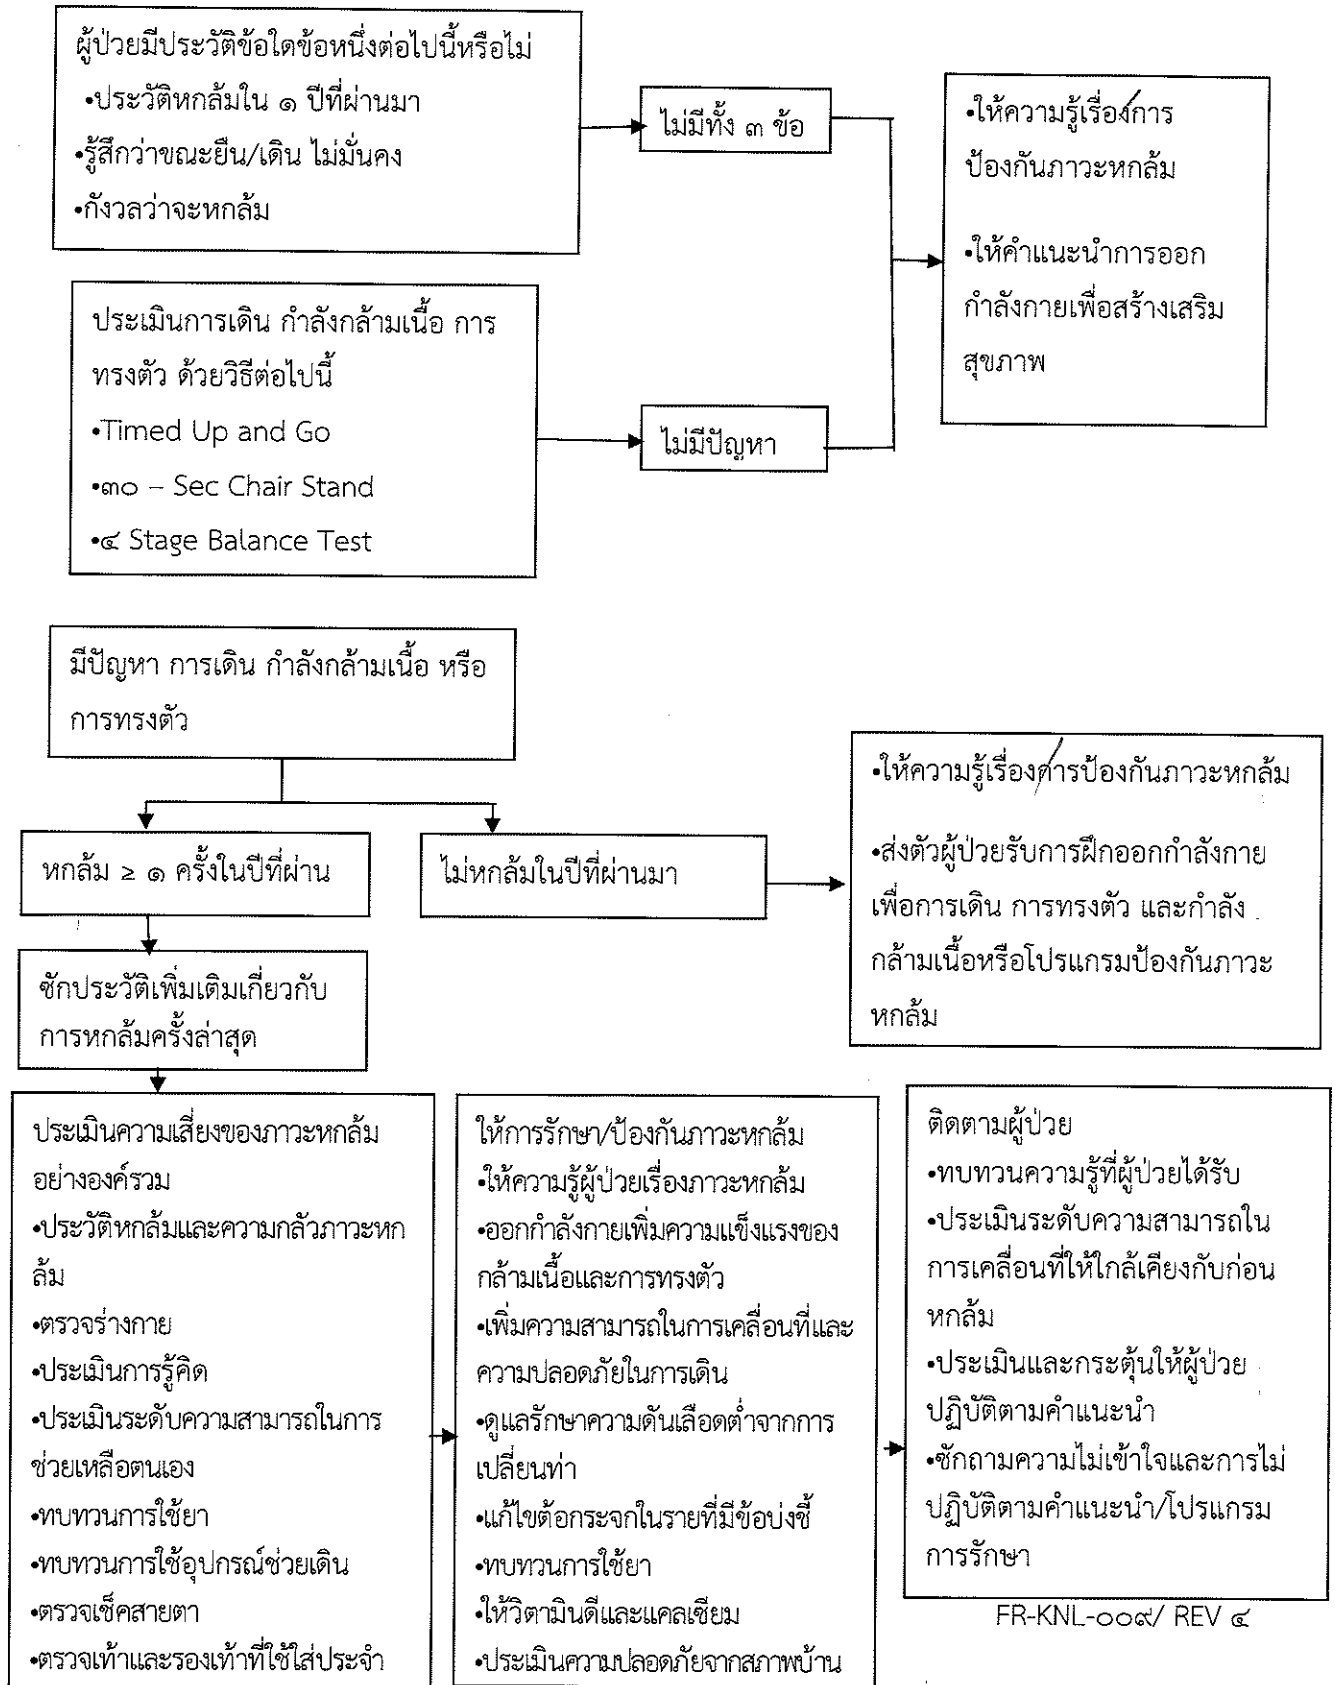 ผู้ป่วยมีประวัติข้อใดข้อหนึ่งต่อไปนี้หรือไม่
•ประวัติหกล้มใน ๑ ปีที่ผ่านมา
•รู้สึกว่าขณะยืน/เดิน ไม่มั่นคง
•กังวลว่าจะหกล้ม
ไม่มีทั้ง ๓ ข้อ
•ให้ความรู้เรื่องการ
ป้องกันภาวะหกล้ม
•ให้คำแนะนำการออก
กำลังกายเพื่อสร้างเสริม
สุขภาพ
ประเมินการเดิน กำลังกล้ามเนื้อ การ
ทรงตัว ด้วยวิธีต่อไปนี้
•Timed Up and Go
•๓๐ – Sec Chair Stand
•๔ Stage Balance Test
ไม่มีปัญหา
มีปัญหา การเดิน กำลังกล้ามเนื้อ หรือ
การทรงตัว
หกล้ม ≥ ๑ ครั้งในปีที่ผ่าน
ไม่หกล้มในปีที่ผ่านมา
•ให้ความรู้เรื่องการป้องกันภาวะหกล้ม
•ส่งตัวผู้ป่วยรับการฝึกออกกำลังกาย
เพื่อการเดิน การทรงตัว และกำลัง
กล้ามเนื้อหรือโปรแกรมป้องกันภาวะ
หกล้ม
ซักประวัติเพิ่มเติมเกี่ยวกับ
การหกล้มครั้งล่าสุด
ประเมินความเสี่ยงของภาวะหกล้ม
อย่างองค์รวม
•ประวัติหกล้มและความกลัวภาวะหก
ล้ม
•ตรวจร่างกาย
•ประเมินการรู้คิด
•ประเมินระดับความสามารถในการ
ช่วยเหลือตนเอง
•ทบทวนการใช้ยา
•ทบทวนการใช้อุปกรณ์ช่วยเดิน
•ตรวจเช็คสายตา
•ตรวจเท้าและรองเท้าที่ใช้ใส่ประจำ
ให้การรักษา/ป้องกันภาวะหกล้ม
•ให้ความรู้ผู้ป่วยเรื่องภาวะหกล้ม
•ออกกำลังกายเพิ่มความแข็งแรงของ
กล้ามเนื้อและการทรงตัว
•เพิ่มความสามารถในการเคลื่อนที่และ
ความปลอดภัยในการเดิน
•ดูแลรักษาความดันเลือดต่ำจากการ
เปลี่ยนท่า
•แก้ไขต้อกระจกในรายที่มีข้อบ่งชี้
•ทบทวนการใช้ยา
•ให้วิตามินดีและแคลเซียม
•ประเมินความปลอดภัยจากสภาพบ้าน
ติดตามผู้ป่วย
•ทบทวนความรู้ที่ผู้ป่วยได้รับ
•ประเมินระดับความสามารถใน
การเคลื่อนที่ให้ใกล้เคียงกับก่อน
หกล้ม
•ประเมินและกระตุ้นให้ผู้ป่วย
ปฏิบัติตามคำแนะนำ
•ซักถามความไม่เข้าใจและการไม่
ปฏิบัติตามคำแนะนำ/โปรแกรม
การรักษา
FR-KNL-๐๐๙/ REV ๔